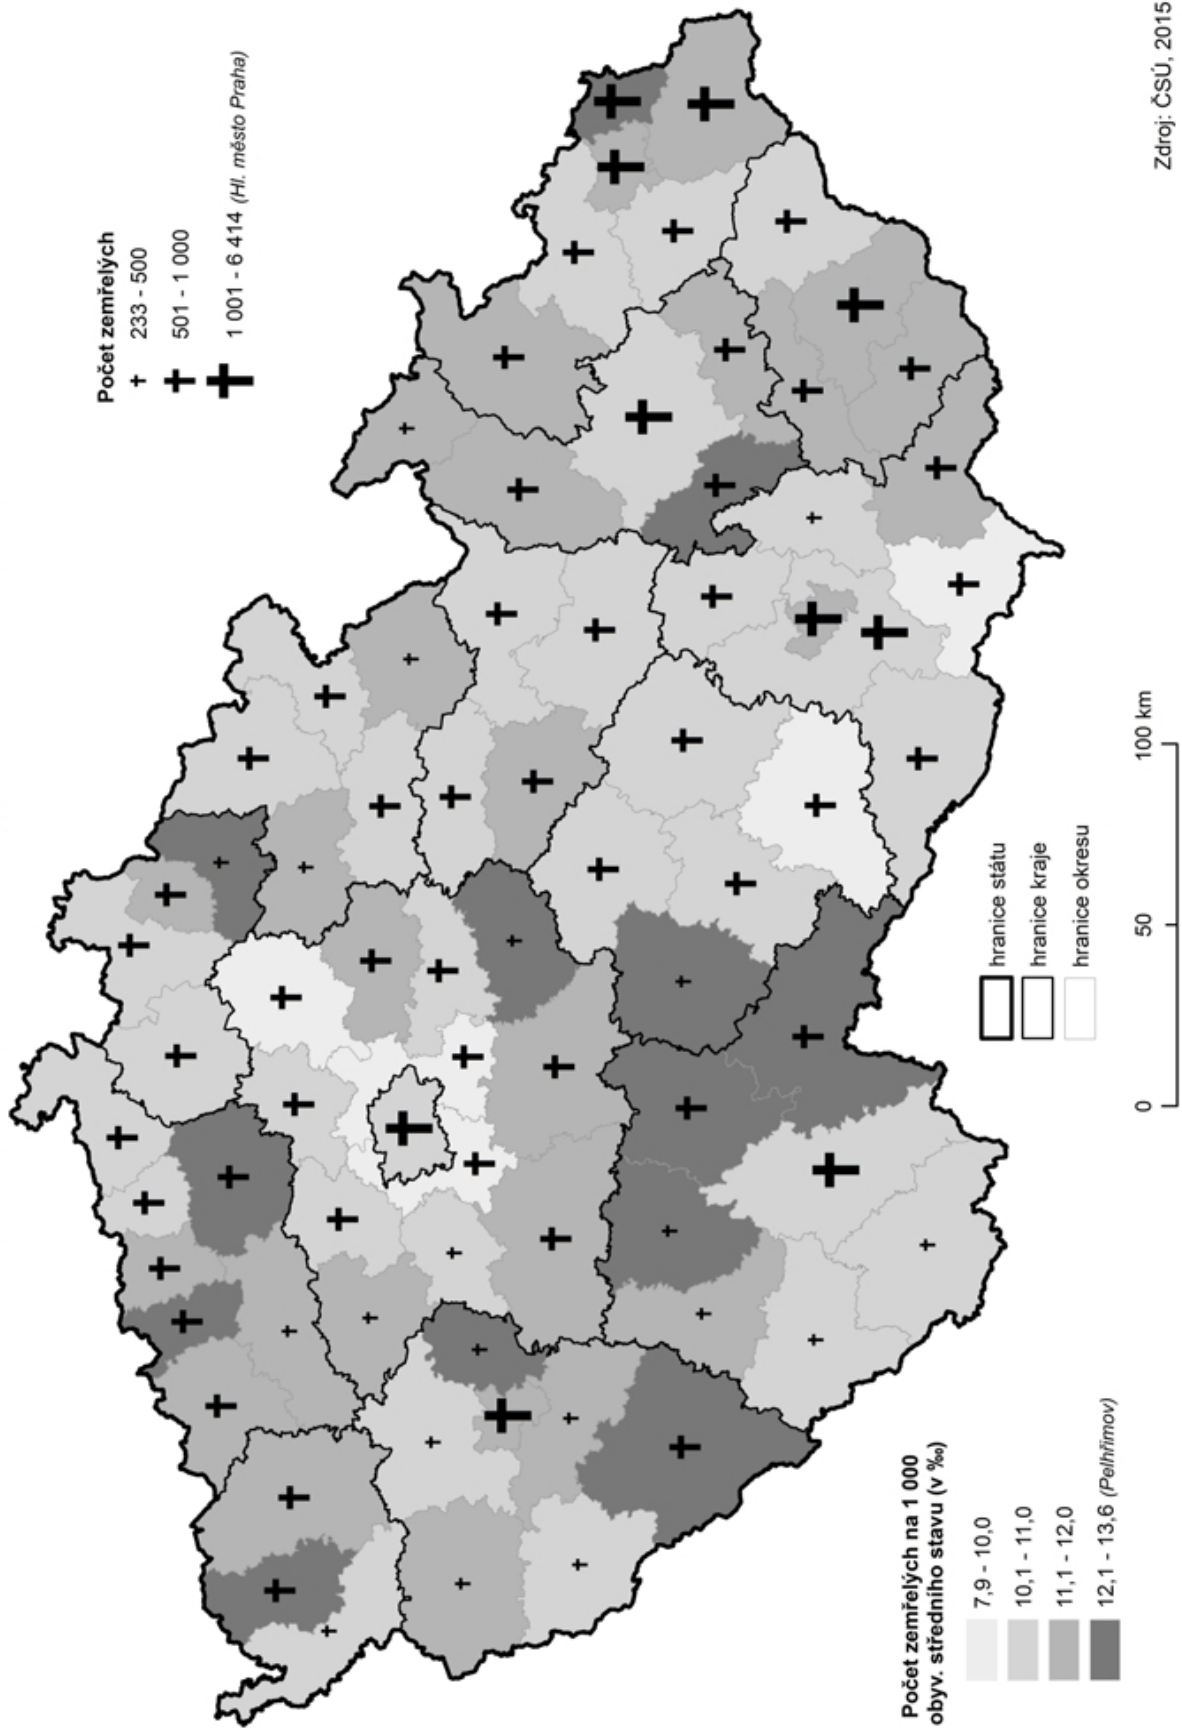 Počet zemřelých
233 - 500
501 - 1 000
1 001 - 6 414 (Hl. město Praha)
Počet zemřelých na 1 000
obyv. středního stavu (v ‰)
7,9 - 10,0
10,1 - 11,0
11,1 - 12,0
12,1 - 13,6 (Pelhřimov)
hranice státu
hranice kraje
hranice okresu
0
50
100 km
Zdroj: ČSÚ, 2015